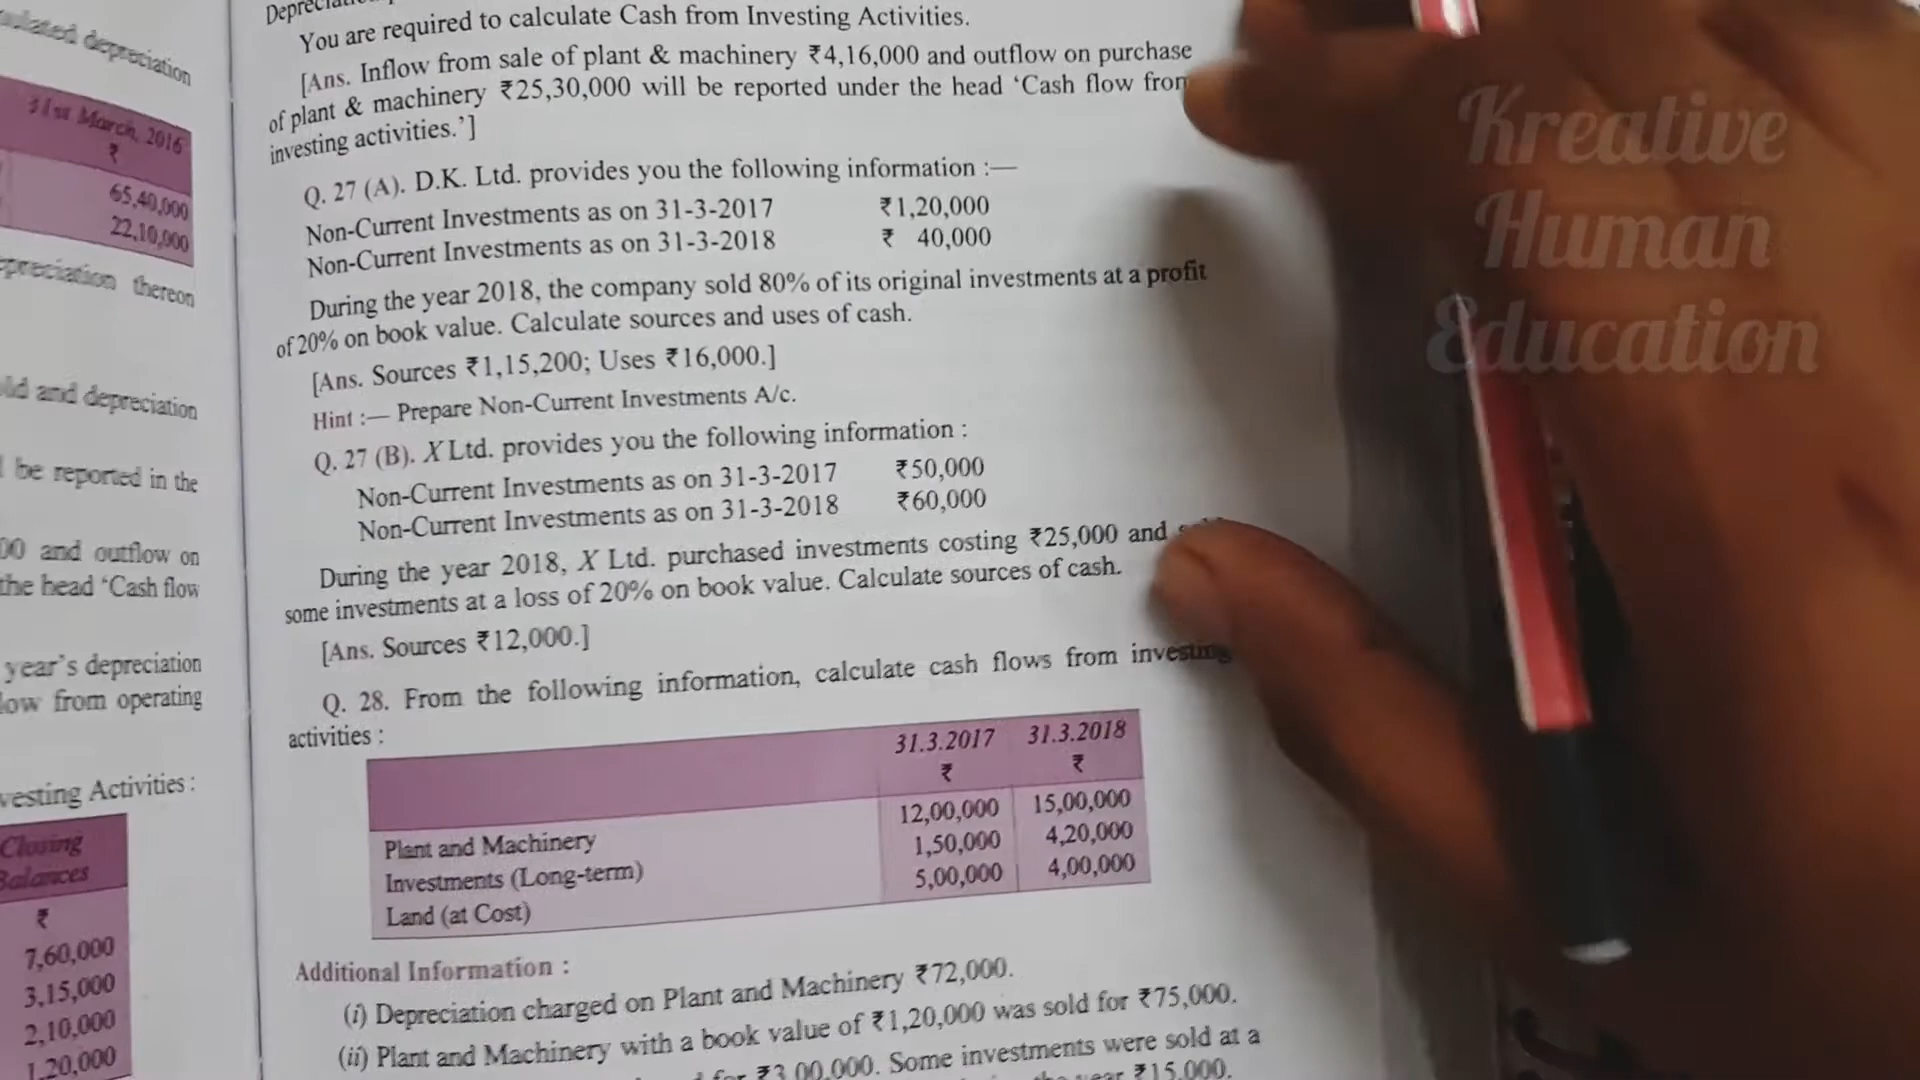 ulated depreciation
31st March, 2016
₹
65,40,000
22,10,000
epreciation thereon
ld and depreciation
l be reported in the
00 and outflow on
the head ‘Cash flow
year’s depreciation
low from operating
vesting Activities :
Closing
Balances
₹
7,60,000
3,15,000
2,10,000
1,20,000
You are required to calculate Cash from Investing Activities.
[Ans. Inflow from sale of plant & machinery ₹4,16,000 and outflow on purchase
of plant & machinery ₹25,30,000 will be reported under the head ‘Cash flow from
investing activities.’]
Q. 27 (A). D.K. Ltd. provides you the following information :—
Non-Current Investments as on 31-3-2017 ₹1,20,000
Non-Current Investments as on 31-3-2018 ₹ 40,000
During the year 2018, the company sold 80% of its original investments at a profit
of 20% on book value. Calculate sources and uses of cash.
[Ans. Sources ₹1,15,200; Uses ₹16,000.]
Hint :— Prepare Non-Current Investments A/c.
Q. 27 (B). X Ltd. provides you the following information :
Non-Current Investments as on 31-3-2017 ₹50,000
Non-Current Investments as on 31-3-2018 ₹60,000
During the year 2018, X Ltd. purchased investments costing ₹25,000 and
some investments at a loss of 20% on book value. Calculate sources of cash.
[Ans. Sources ₹12,000.]
Q. 28. From the following information, calculate cash flows from investing
activities :
31.3.2017 31.3.2018
₹ ₹
Plant and Machinery 12,00,000 15,00,000
Investments (Long-term) 1,50,000 4,20,000
Land (at Cost) 5,00,000 4,00,000
Additional Information :
(i) Depreciation charged on Plant and Machinery ₹72,000.
(ii) Plant and Machinery with a book value of ₹1,20,000 was sold for ₹75,000.
for ₹3,00,000. Some investments were sold at a
year ₹15,000.
Kreative
Human
Education